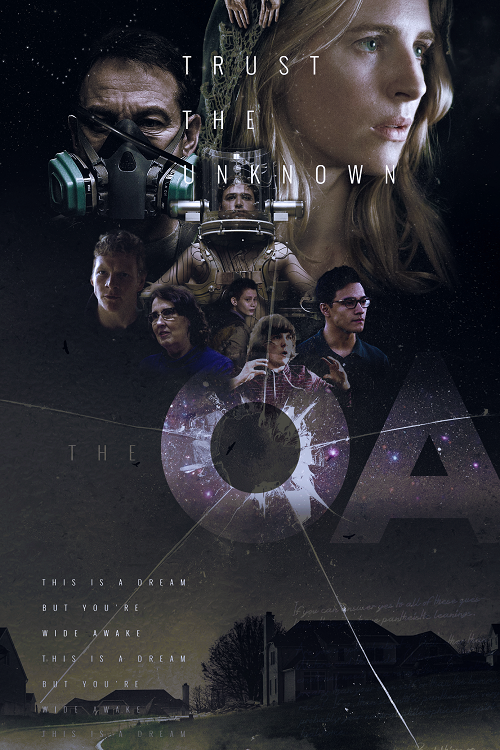 TRUST
THE
UNKNOWN
THE OA
THIS IS A DREAM
BUT YOU'RE
WIDE AWAKE
THIS IS A DREAM
BUT YOU'RE
WIDE AWAKE
THIS IS A DREAM